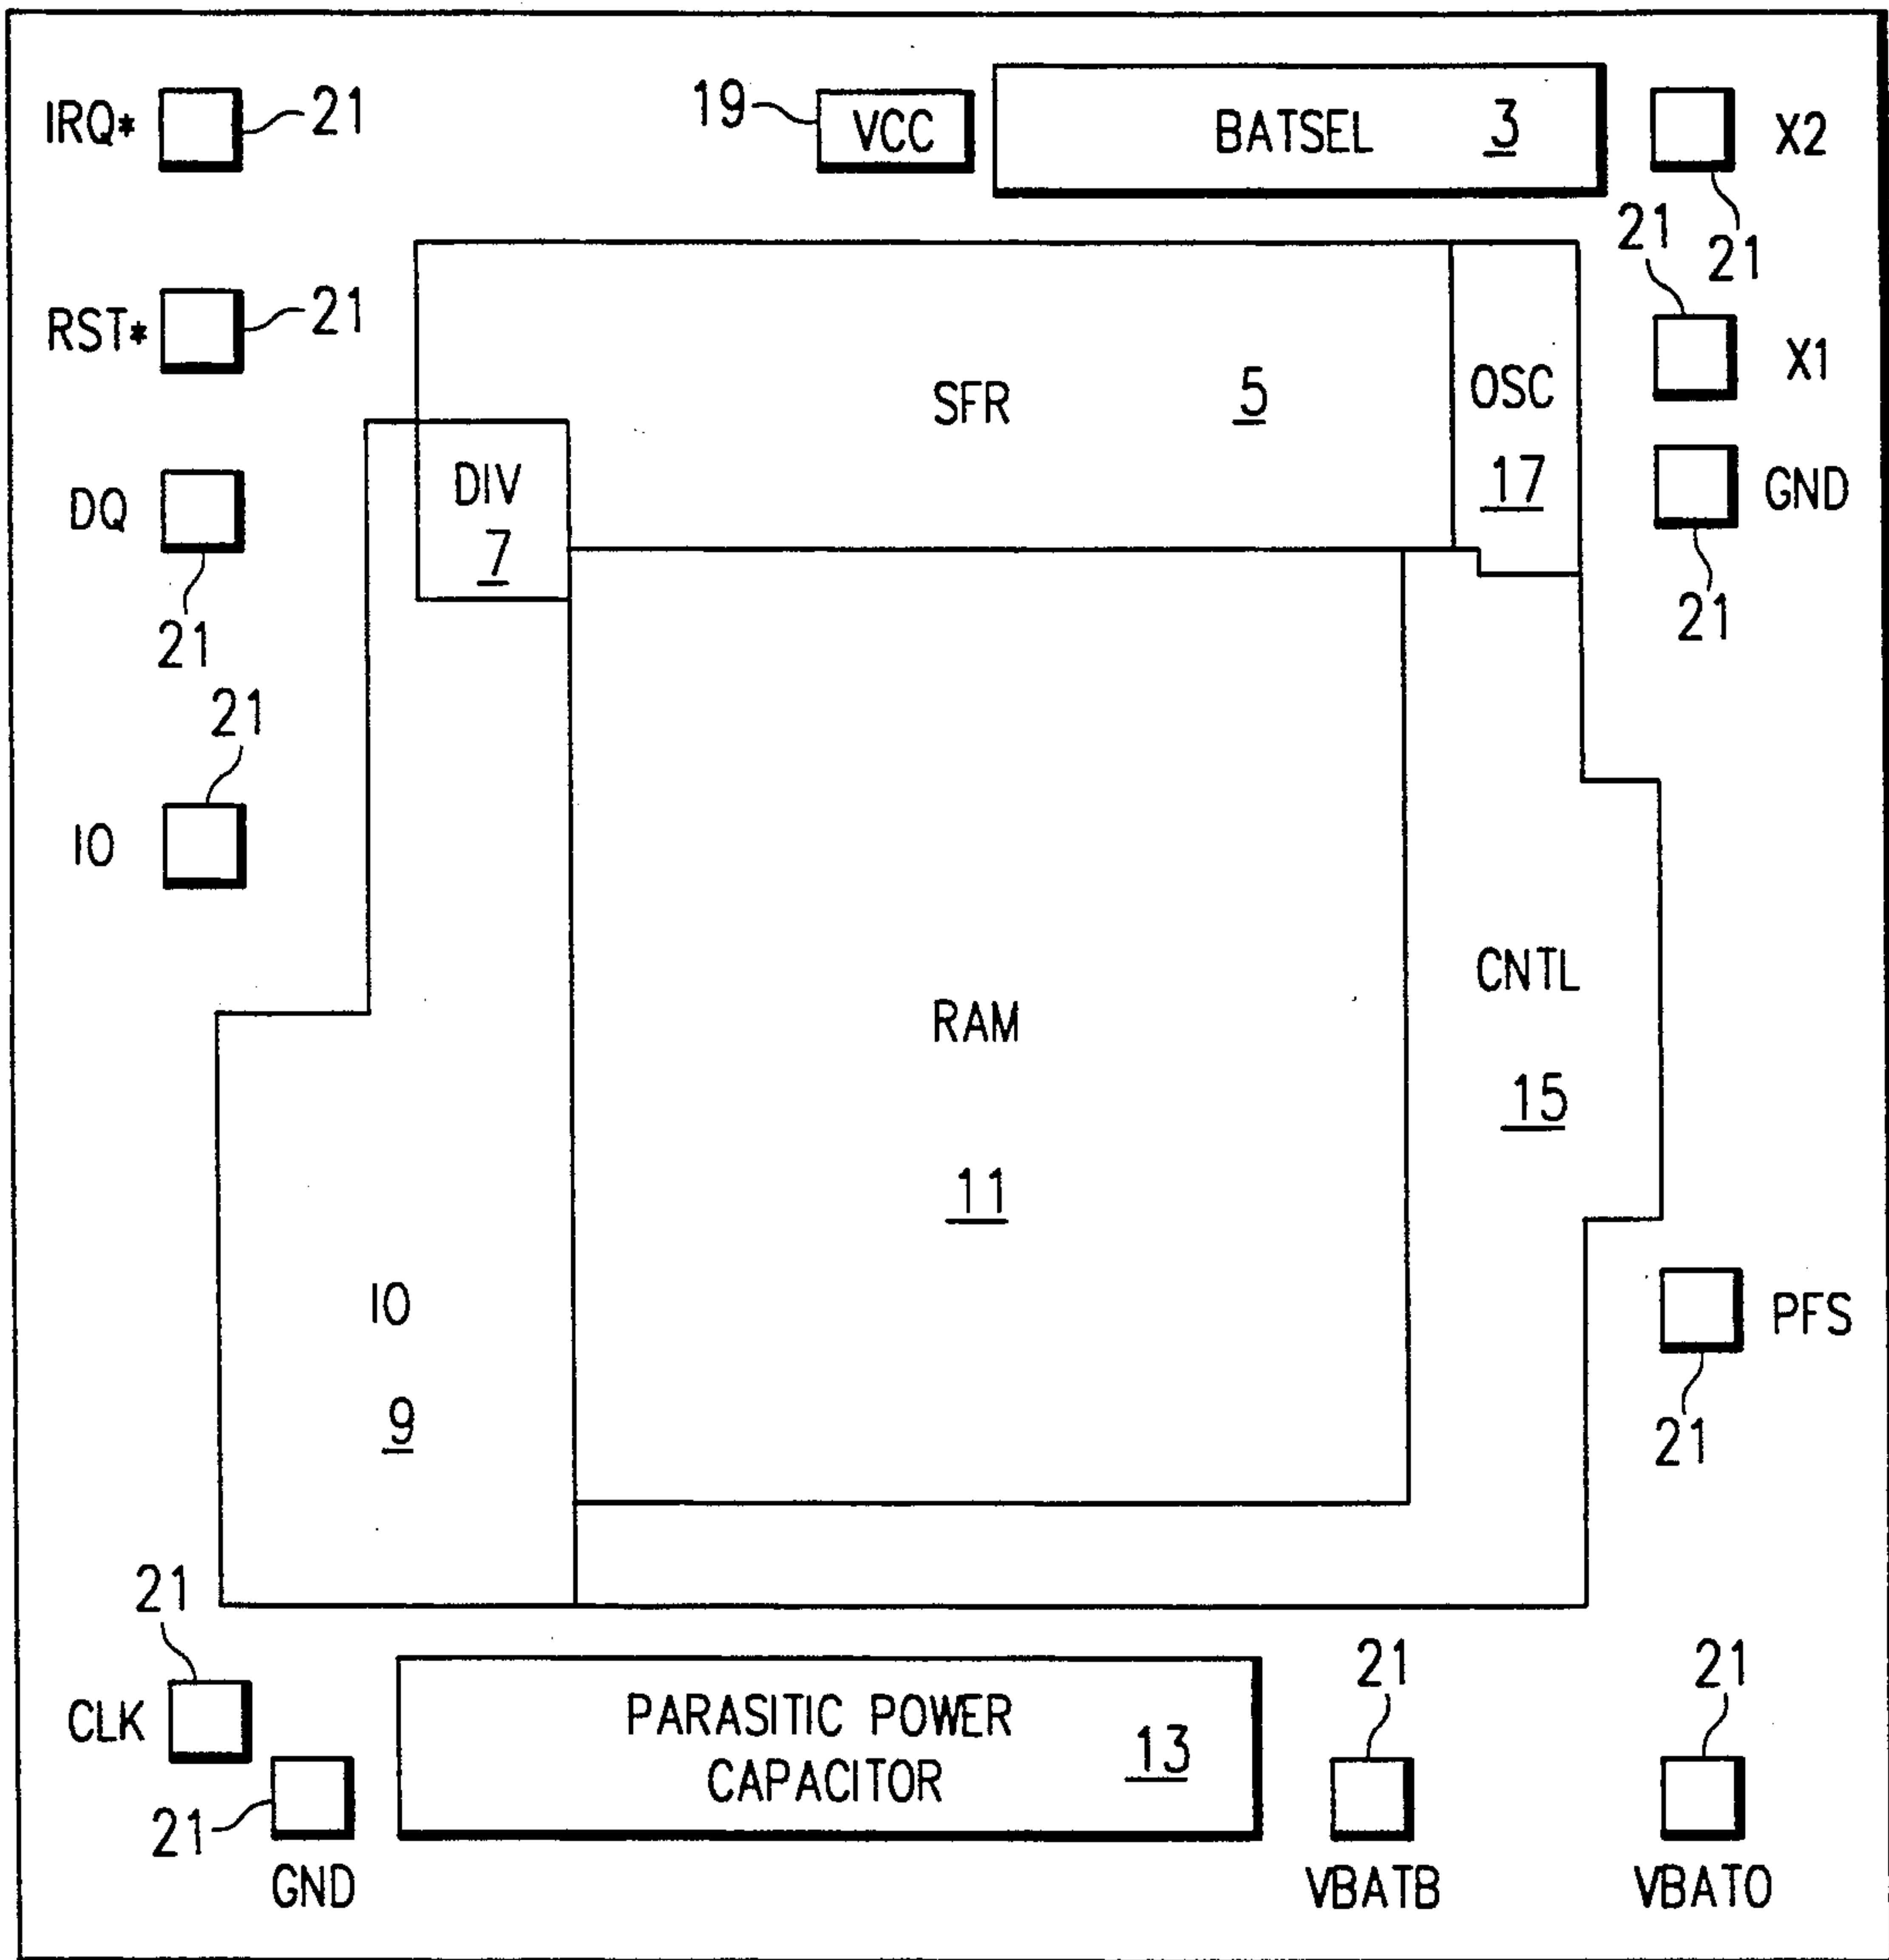 IRQ* 21
19 VCC
BATSEL 3
X2
21
RST* 21
21
X1
SFR 5
OSC
17
DIV
7
DQ
21
GND
21
21
IO
CNTL
15
RAM
11
IO
9
PFS
21
21
CLK
21
GND
PARASITIC POWER
CAPACITOR 13
21
VBATB
21
VBATO